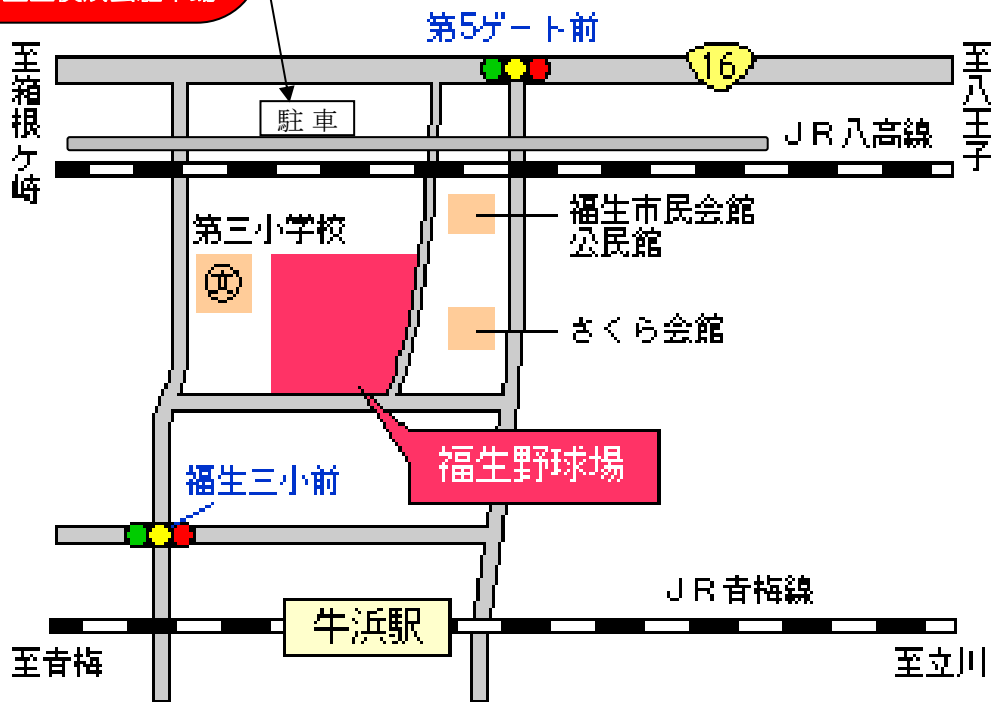 第5ゲート前
至箱根ケ崎
16
至八王子
駐車
JR八高線
第三小学校
福生市民会館
公民館
さくら会館
福生野球場
福生三小前
JR青梅線
牛浜駅
至青梅
至立川